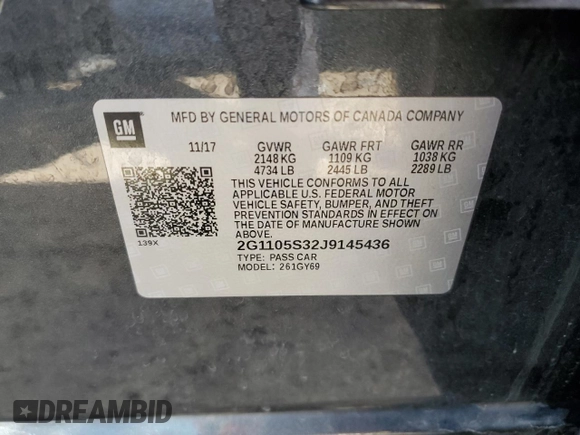 GM
MFD BY GENERAL MOTORS OF CANADA COMPANY
11/17 GVWR GAWR FRT GAWR RR
2148 KG 1109 KG 1038 KG
4734 LB 2445 LB 2289 LB
THIS VEHICLE CONFORMS TO ALL
APPLICABLE U.S. FEDERAL MOTOR
VEHICLE SAFETY, BUMPER, AND THEFT
PREVENTION STANDARDS IN EFFECT ON
THE DATE OF MANUFACTURE SHOWN
ABOVE.
139X
2G1105S32J9145436
TYPE: PASS CAR
MODEL: 261GY69
DREAMBID